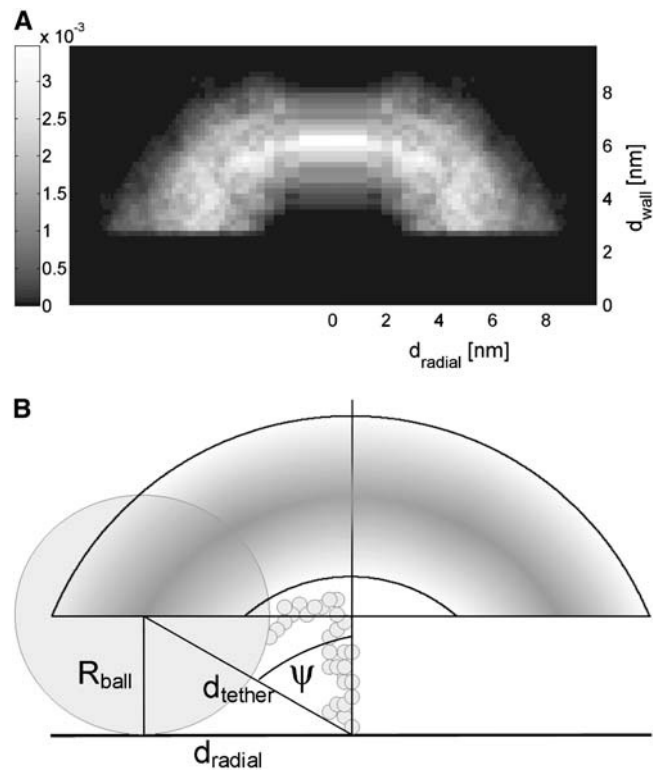 A
x 10⁻³
3
2.5
2
1.5
1
0.5
0
8
6
4
2
0
d_wall [nm]
0 2 4 6 8
d_radial [nm]
B
R_ball
d_tether
ψ
d_radial